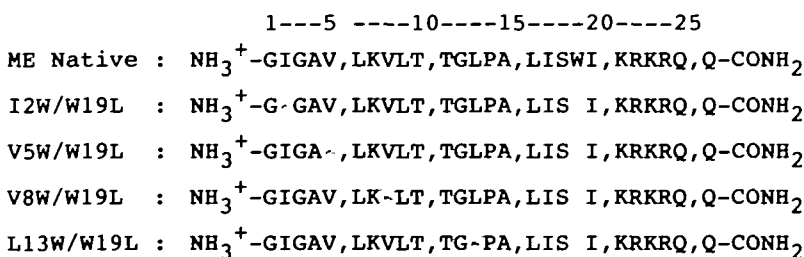 1---5 ----10----15----20----25
ME Native : NH3+-GIGAV,LKVLT,TGLPA,LISWI,KRKRQ,Q-CONH2
I2W/W19L : NH3+-G-GAV,LKVLT,TGLPA,LIS I,KRKRQ,Q-CONH2
V5W/W19L : NH3+-GIGA-,LKVLT,TGLPA,LIS I,KRKRQ,Q-CONH2
V8W/W19L : NH3+-GIGAV,LK-LT,TGLPA,LIS I,KRKRQ,Q-CONH2
L13W/W19L : NH3+-GIGAV,LKVLT,TG-PA,LIS I,KRKRQ,Q-CONH2